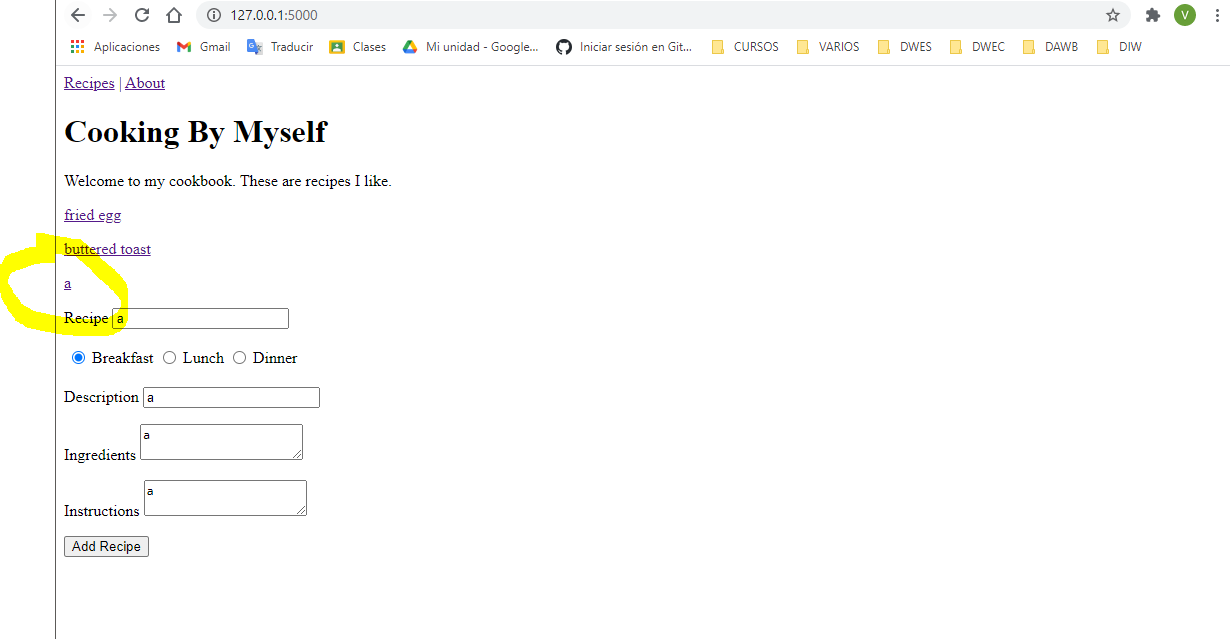 127.0.0.1:5000
V
Aplicaciones Gmail Traducir Clases Mi unidad - Google... Iniciar sesión en Git... CURSOS VARIOS DWES DWEC DAWB DIW
Recipes | About
Cooking By Myself
Welcome to my cookbook. These are recipes I like.
fried egg
buttered toast
a
Recipe a
Breakfast Lunch Dinner
Description a
Ingredients a
Instructions a
Add Recipe